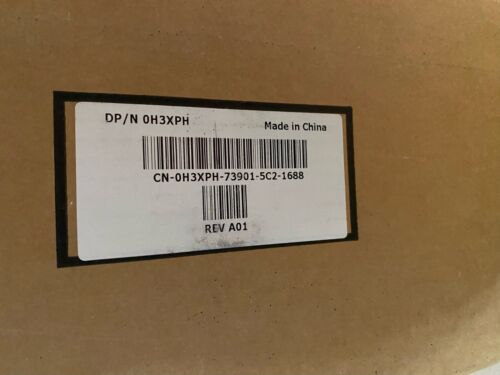 DP/N 0H3XPH
Made in China
CN-0H3XPH-73901-5C2-1688
REV A01